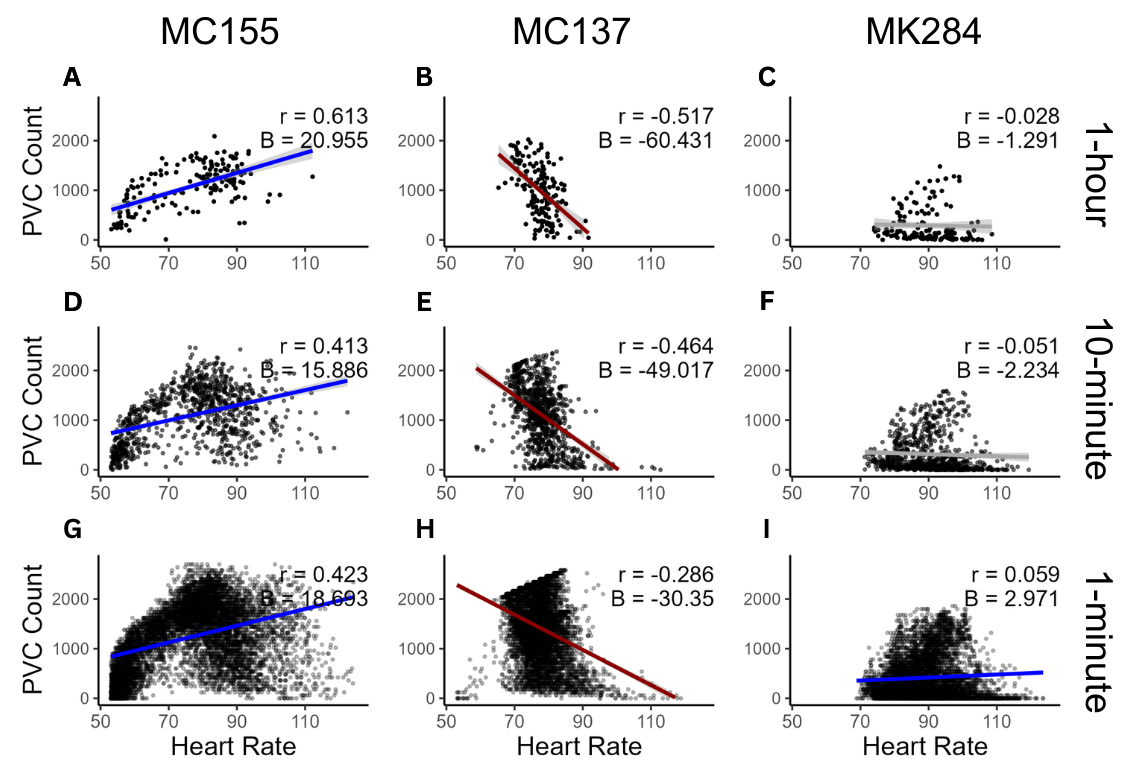 MC155 MC137 MK284
A B C
r = 0.613 r = -0.517 r = -0.028
B = 20.955 B = -60.431 B = -1.291
PVC Count
2000 2000 2000
1000 1000 1000
0 0 0
50 70 90 110 50 70 90 110 50 70 90 110
1-hour
D E F
r = 0.413 r = -0.464 r = -0.051
B = 15.886 B = -49.017 B = -2.234
PVC Count
2000 2000 2000
1000 1000 1000
0 0 0
50 70 90 110 50 70 90 110 50 70 90 110
10-minute
G H I
r = 0.423 r = -0.286 r = 0.059
B = 18.693 B = -30.35 B = 2.971
PVC Count
2000 2000 2000
1000 1000 1000
0 0 0
50 70 90 110 50 70 90 110 50 70 90 110
1-minute
Heart Rate Heart Rate Heart Rate